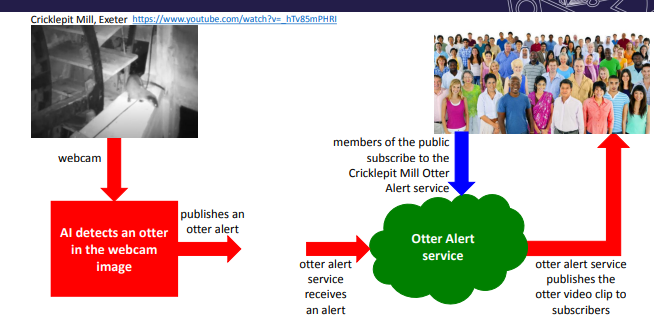 Cricklepit Mill, Exeter https://www.youtube.com/watch?v=_hTv85mPHRI
webcam
AI detects an otter
in the webcam
image
publishes an
otter alert
members of the public
subscribe to the
Cricklepit Mill Otter
Alert service
otter alert
service
receives
an alert
Otter Alert
service
otter alert service
publishes the
otter video clip to
subscribers